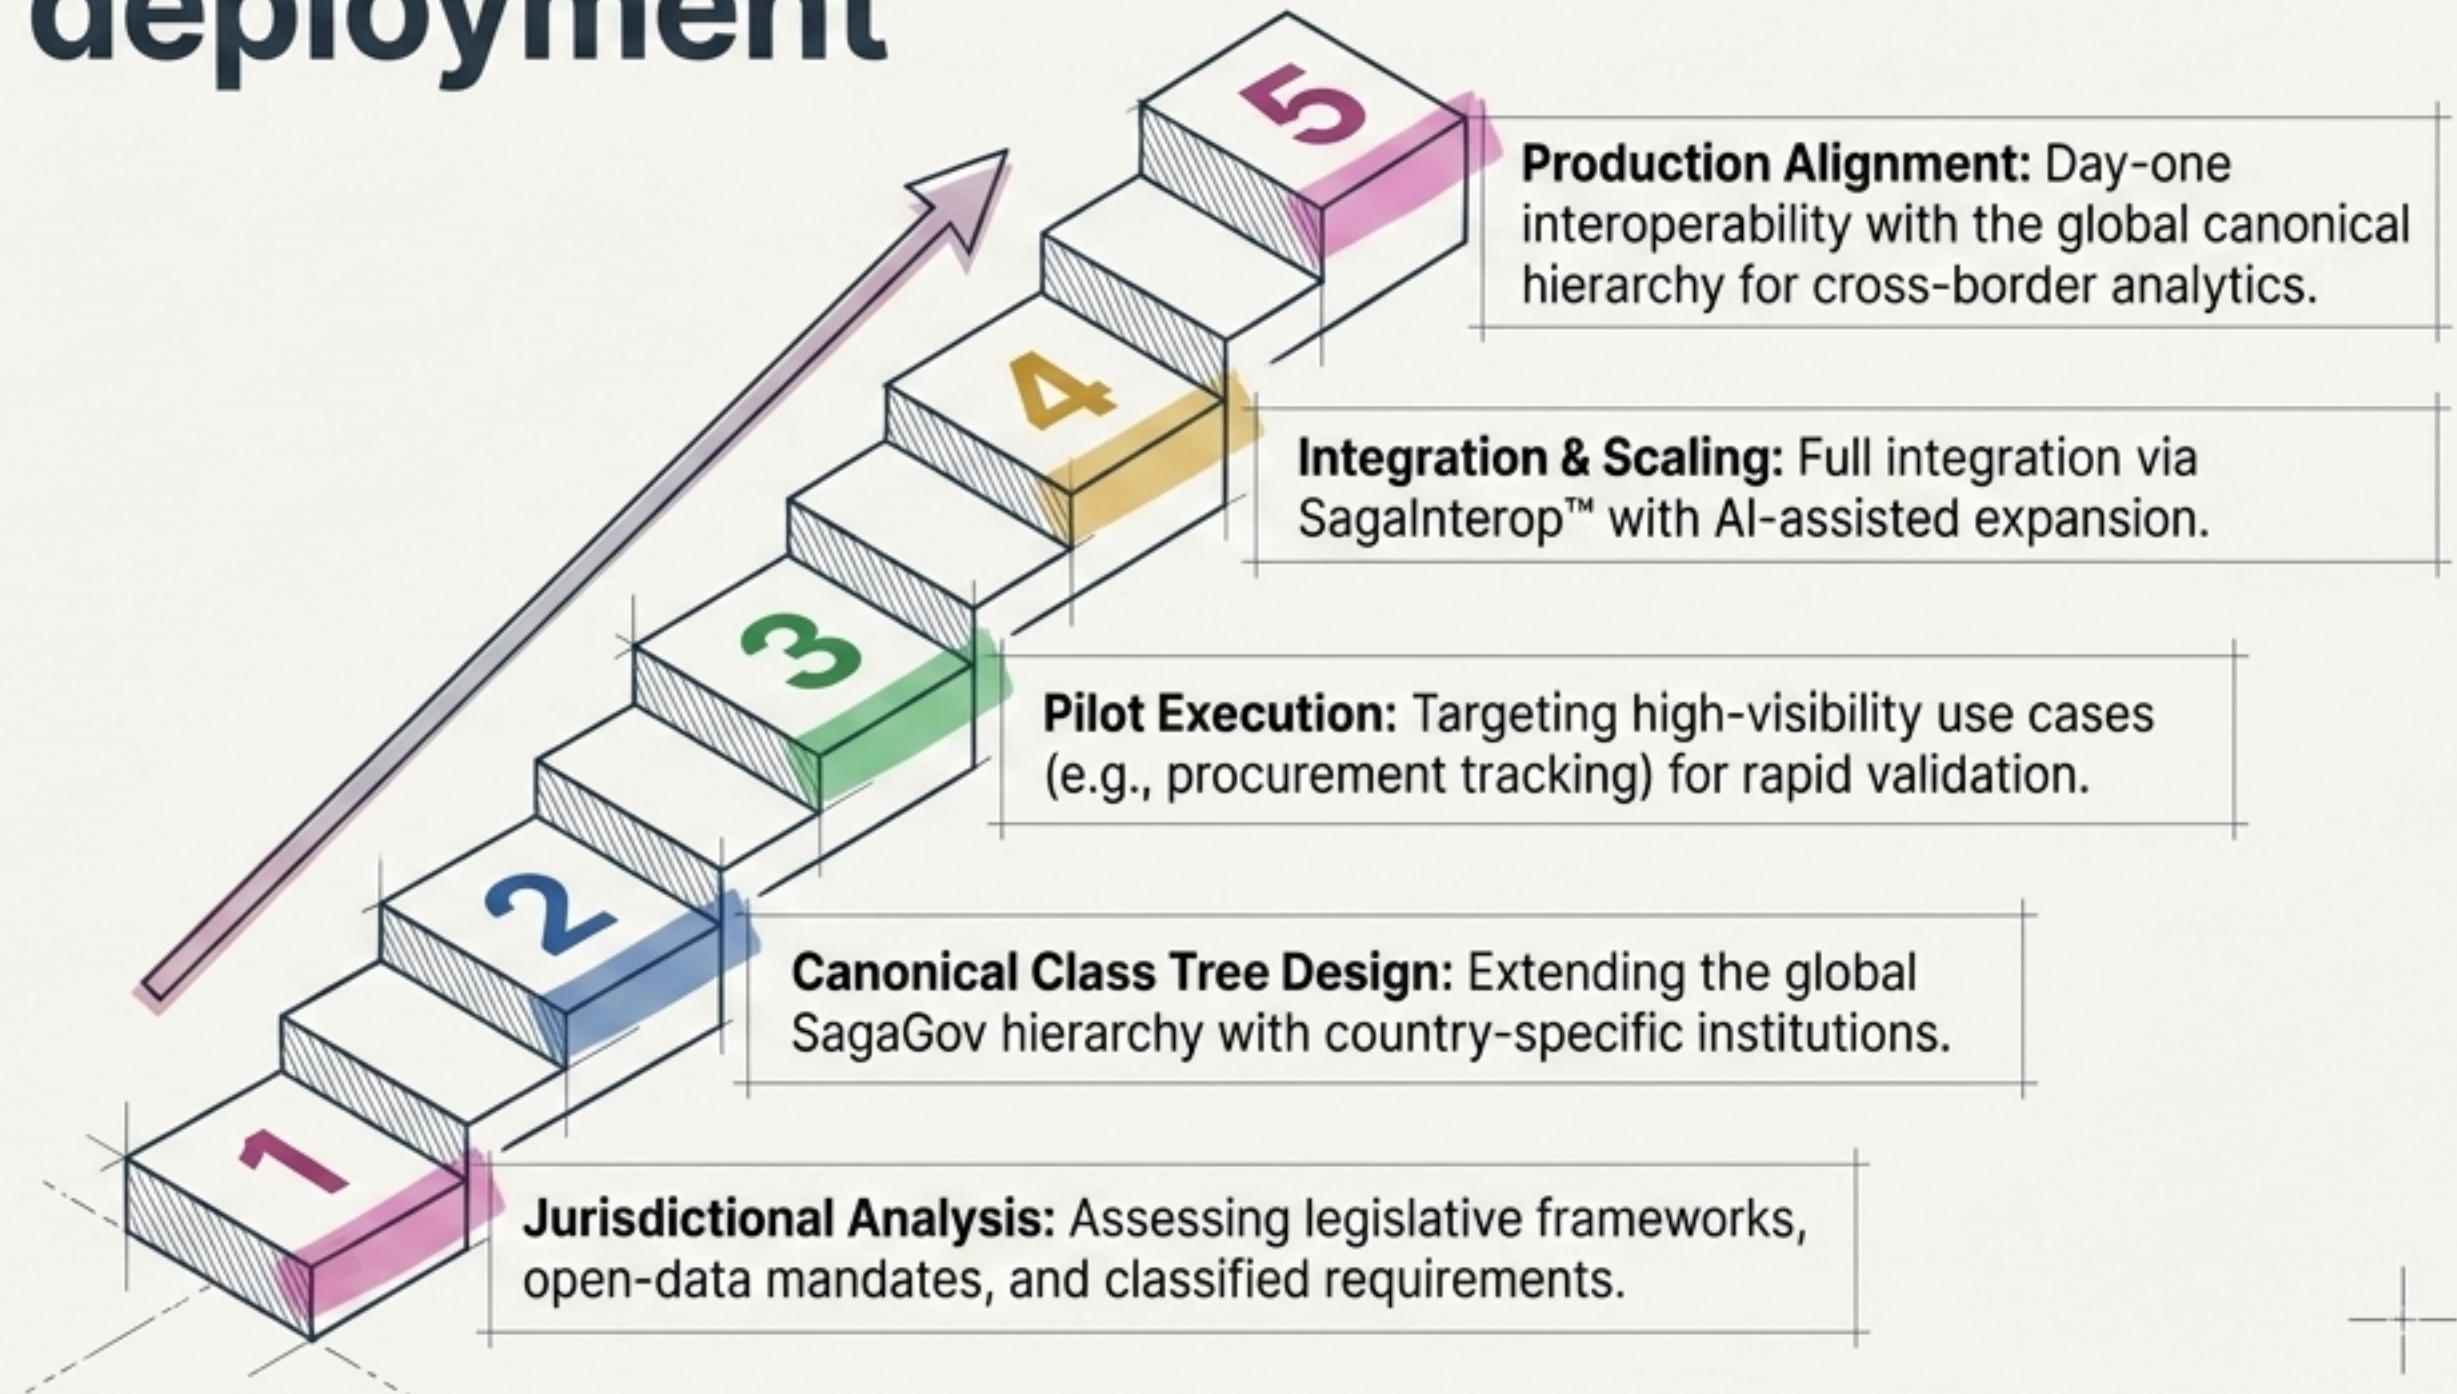 deployment
5
Production Alignment: Day-one
interoperability with the global canonical
hierarchy for cross-border analytics.
4
Integration & Scaling: Full integration via
SagaInterop™ with AI-assisted expansion.
3
Pilot Execution: Targeting high-visibility use cases
(e.g., procurement tracking) for rapid validation.
2
Canonical Class Tree Design: Extending the global
SagaGov hierarchy with country-specific institutions.
1
Jurisdictional Analysis: Assessing legislative frameworks,
open-data mandates, and classified requirements.